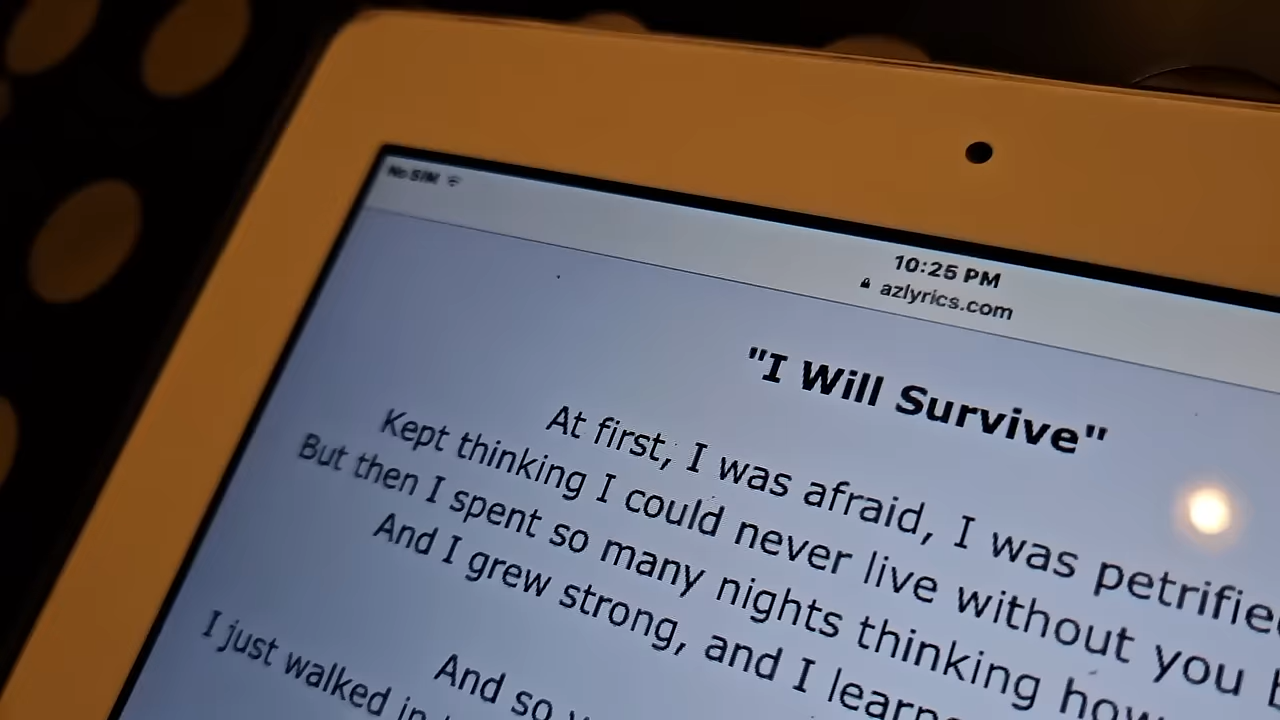 No SIM
10:25 PM
azlyrics.com
"I Will Survive"
At first, I was afraid, I was petrifie
Kept thinking I could never live without you
But then I spent so many nights thinking how
And I grew strong, and I learn
And so
I just walked in